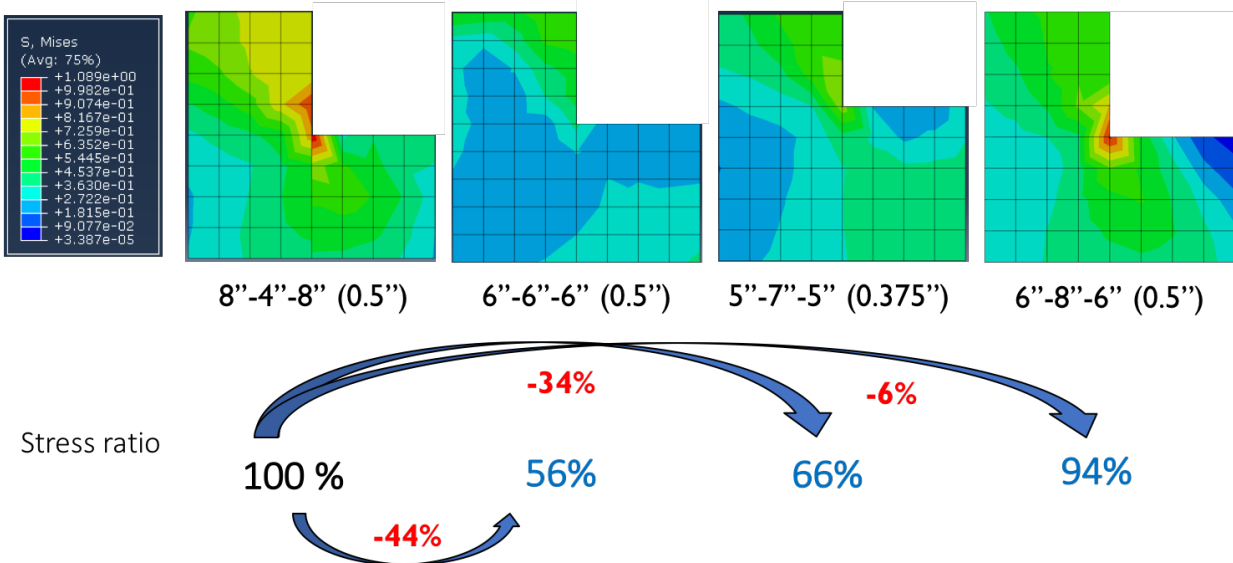 S, Mises
(Avg: 75%)
+1.089e+00
+9.982e-01
+9.074e-01
+8.167e-01
+7.259e-01
+6.352e-01
+5.445e-01
+4.537e-01
+3.630e-01
+2.722e-01
+1.815e-01
+9.077e-02
+3.387e-05
8”-4”-8” (0.5”)
6”-6”-6” (0.5”)
5”-7”-5” (0.375”)
6”-8”-6” (0.5”)
-34%
-6%
Stress ratio
100 %
56%
66%
94%
-44%